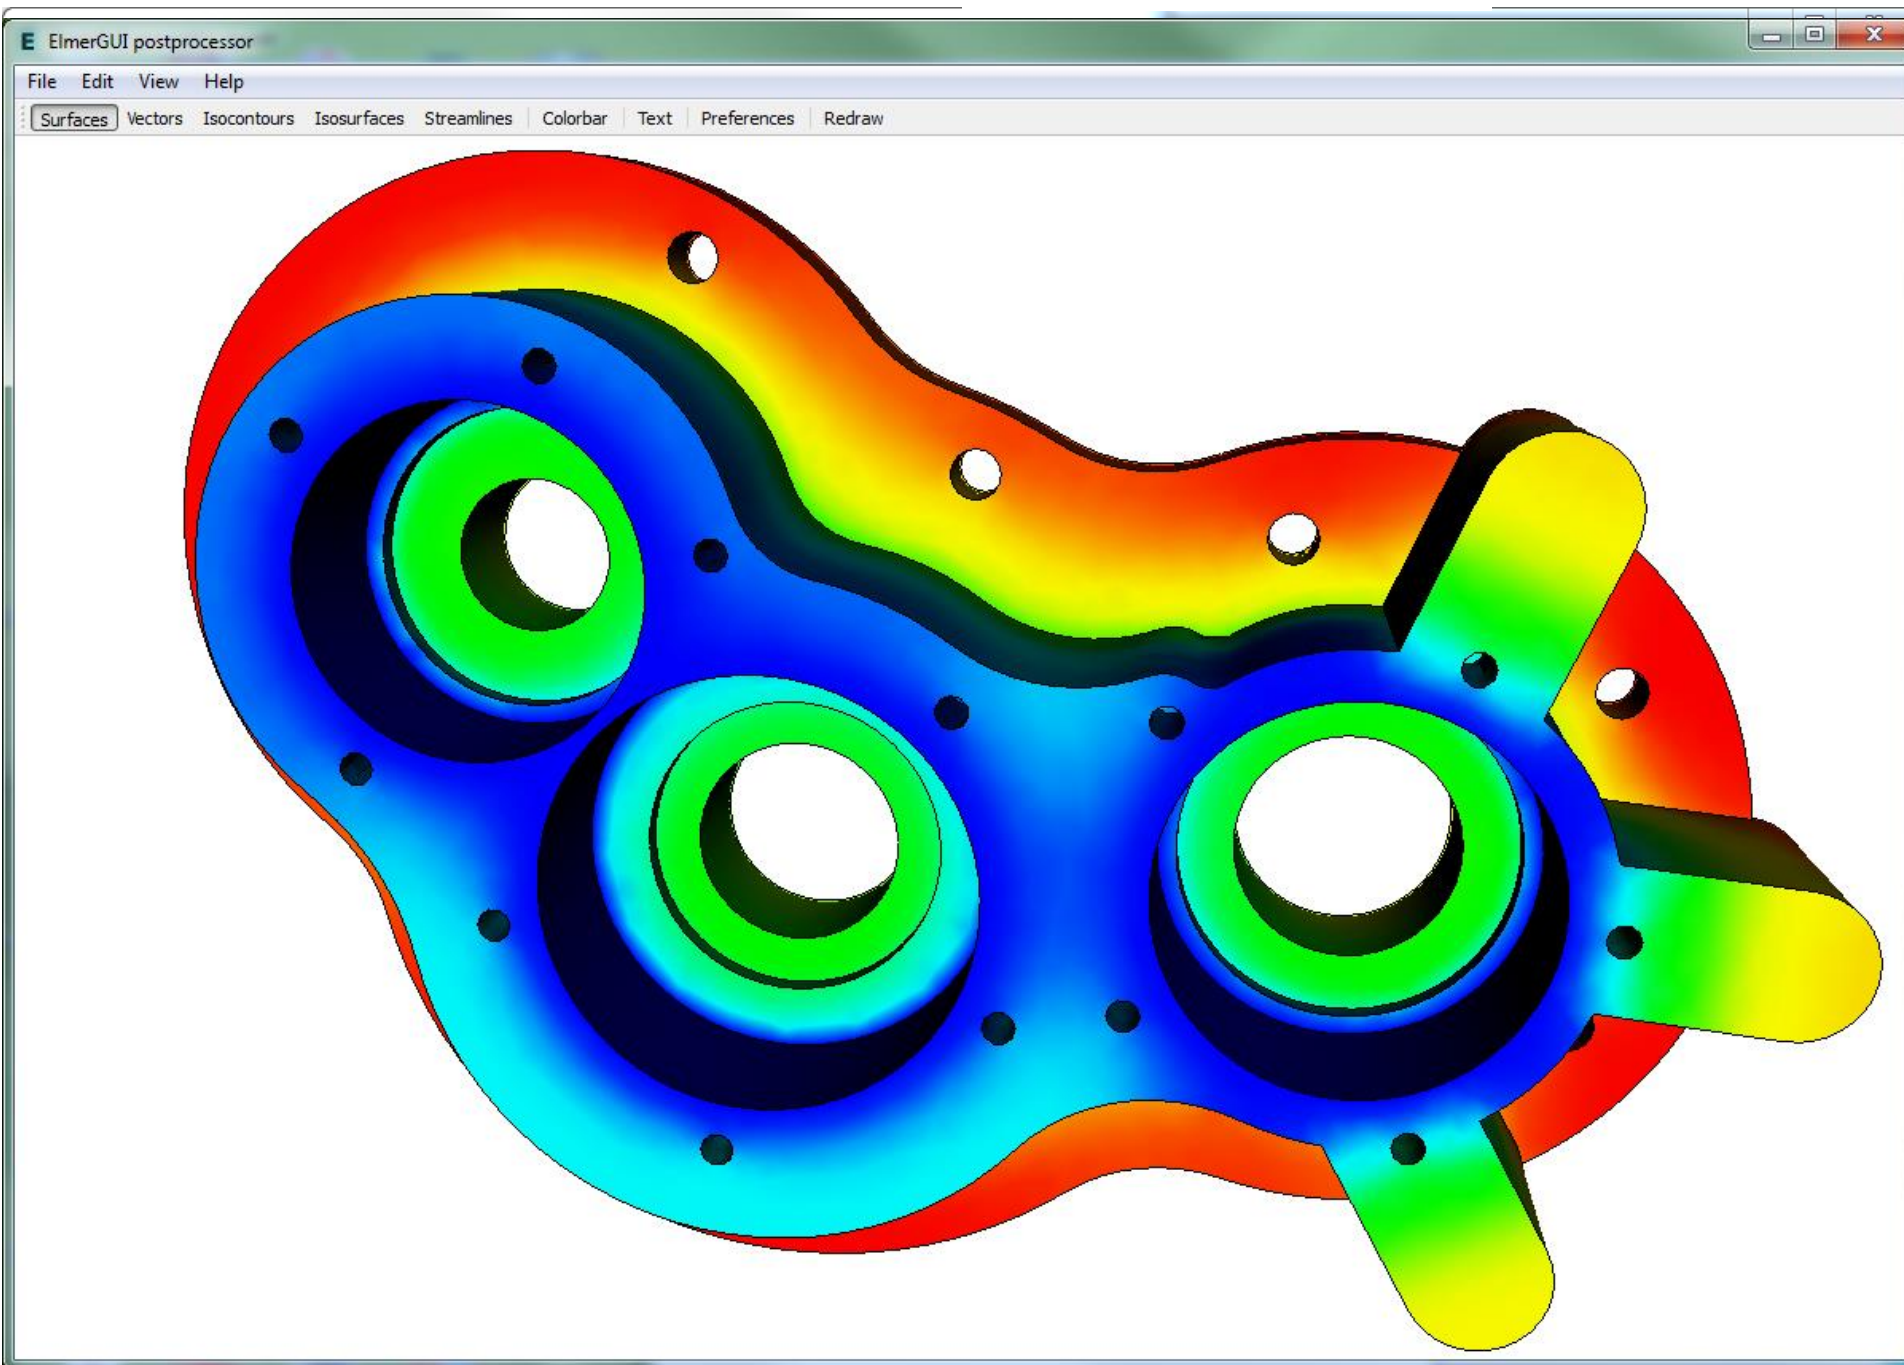 E ElmerGUI postprocessor
File Edit View Help
Surfaces Vectors Isocontours Isosurfaces Streamlines Colorbar Text Preferences Redraw